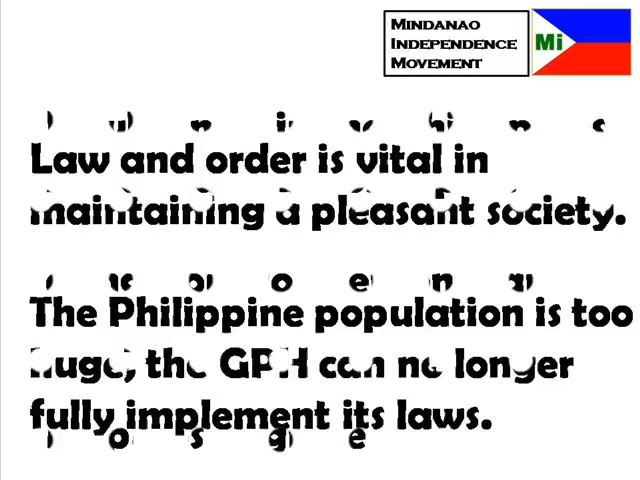 Mindanao
Independence
Movement
Mi
Law and order is vital in
maintaining a pleasant society.
The Philippine population is too
huge, the GPH can no longer
fully implement its laws.